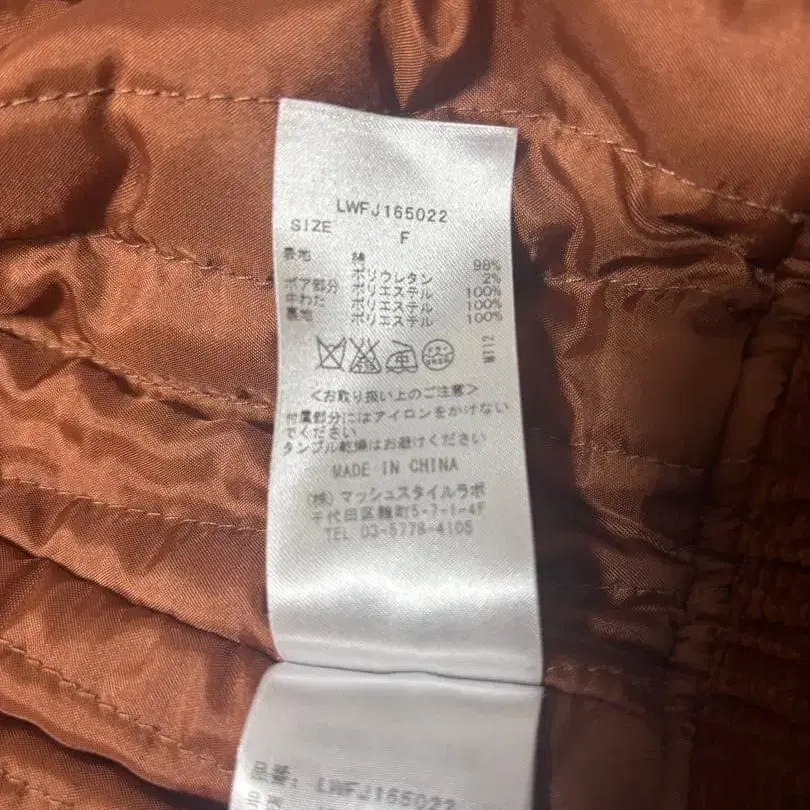 LWFJ165022
SIZE F
表地 綿 98%
ポリウレタン 2%
ボア部分 ポリエステル 100%
中わた ポリエステル 100%
裏地 ポリエステル 100%
MT12
<お取り扱い上のご注意>
付属部分にはアイロンをかけない
でください
タンブル乾燥はお避けください
MADE IN CHINA
(株)マッシュスタイルラボ
千代田区麹町5-7-1-4F
TEL 03-5778-4105
品番: LWFJ165022